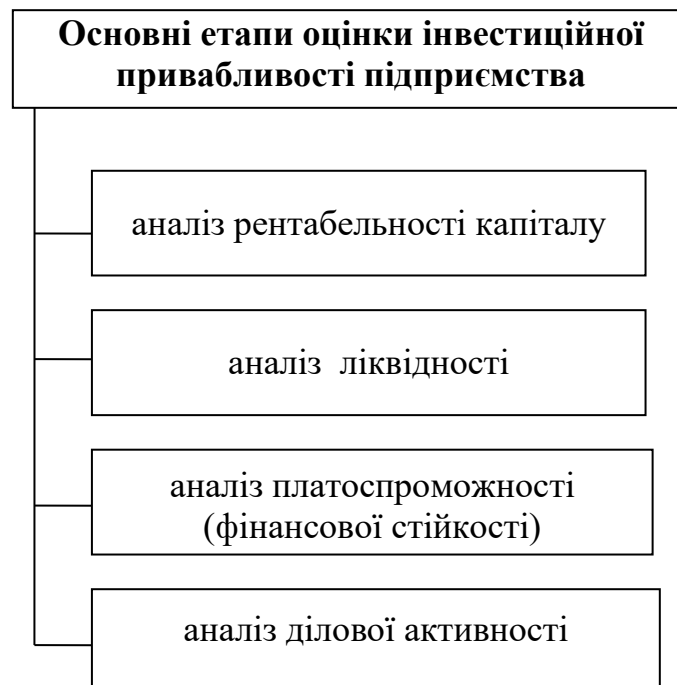 Основні етапи оцінки інвестиційної
привабливості підприємства
аналіз рентабельності капіталу
аналіз ліквідності
аналіз платоспроможності
(фінансової стійкості)
аналіз ділової активності